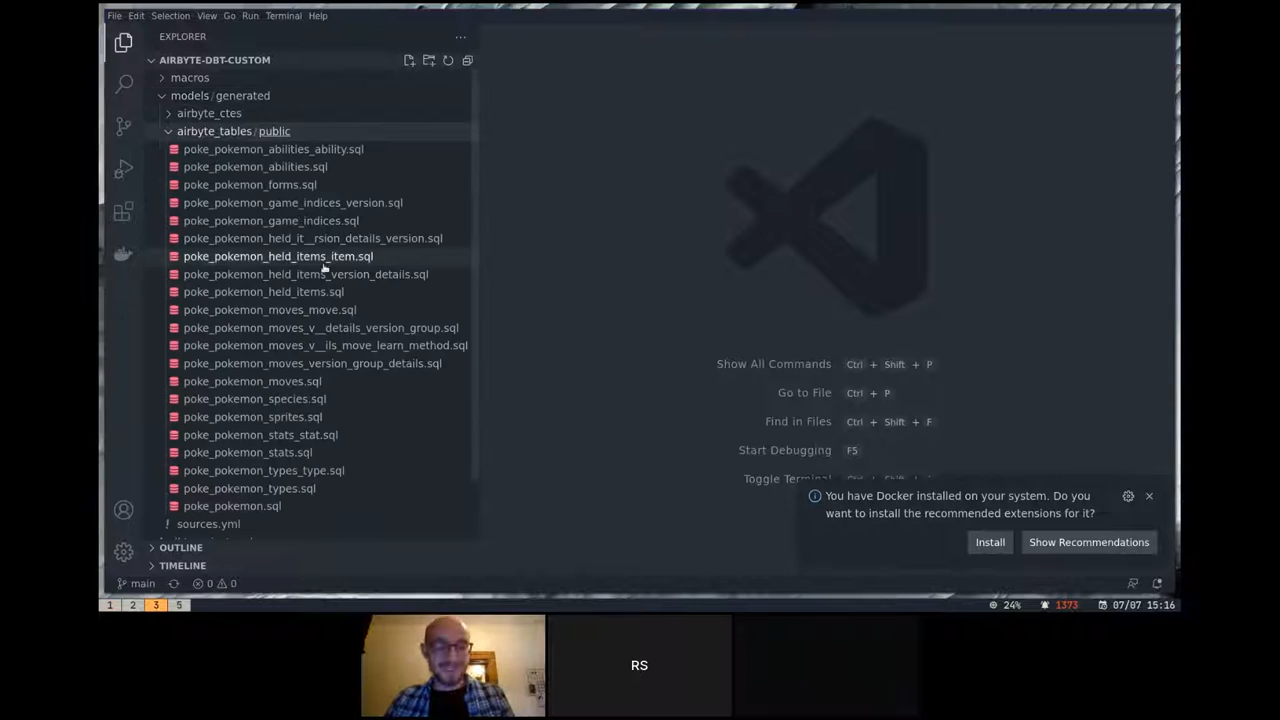 File Edit Selection View Go Run Terminal Help
EXPLORER
AIRBYTE-DBT-CUSTOM
macros
models / generated
airbyte_ctes
airbyte_tables / public
poke_pokemon_abilities_ability.sql
poke_pokemon_abilities.sql
poke_pokemon_forms.sql
poke_pokemon_game_indices_version.sql
poke_pokemon_game_indices.sql
poke_pokemon_held_it__rsion_details_version.sql
poke_pokemon_held_items_item.sql
poke_pokemon_held_items_version_details.sql
poke_pokemon_held_items.sql
poke_pokemon_moves_move.sql
poke_pokemon_moves_v__details_version_group.sql
poke_pokemon_moves_v__ils_move_learn_method.sql
poke_pokemon_moves_version_group_details.sql
poke_pokemon_moves.sql
poke_pokemon_species.sql
poke_pokemon_sprites.sql
poke_pokemon_stats_stat.sql
poke_pokemon_stats.sql
poke_pokemon_types_type.sql
poke_pokemon_types.sql
poke_pokemon.sql
! sources.yml
OUTLINE
TIMELINE
Show All Commands Ctrl + Shift + P
Go to File Ctrl + P
Find in Files Ctrl + Shift + F
Start Debugging F5
Toggle Terminal
You have Docker installed on your system. Do you
want to install the recommended extensions for it?
Install Show Recommendations
main 0 0
1 2 3 5 24% 1373 07/07 15:16
RS